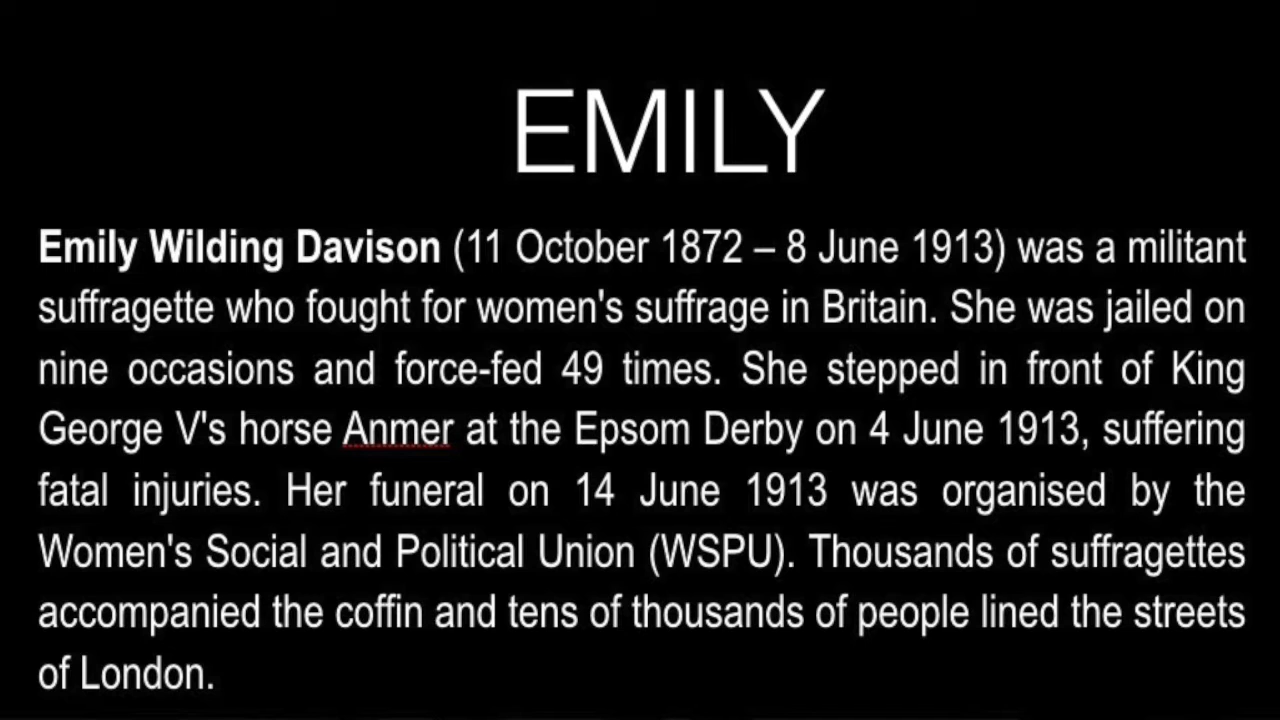 EMILY
Emily Wilding Davison (11 October 1872 – 8 June 1913) was a militant
suffragette who fought for women's suffrage in Britain. She was jailed on
nine occasions and force-fed 49 times. She stepped in front of King
George V's horse Anmer at the Epsom Derby on 4 June 1913, suffering
fatal injuries. Her funeral on 14 June 1913 was organised by the
Women's Social and Political Union (WSPU). Thousands of suffragettes
accompanied the coffin and tens of thousands of people lined the streets
of London.